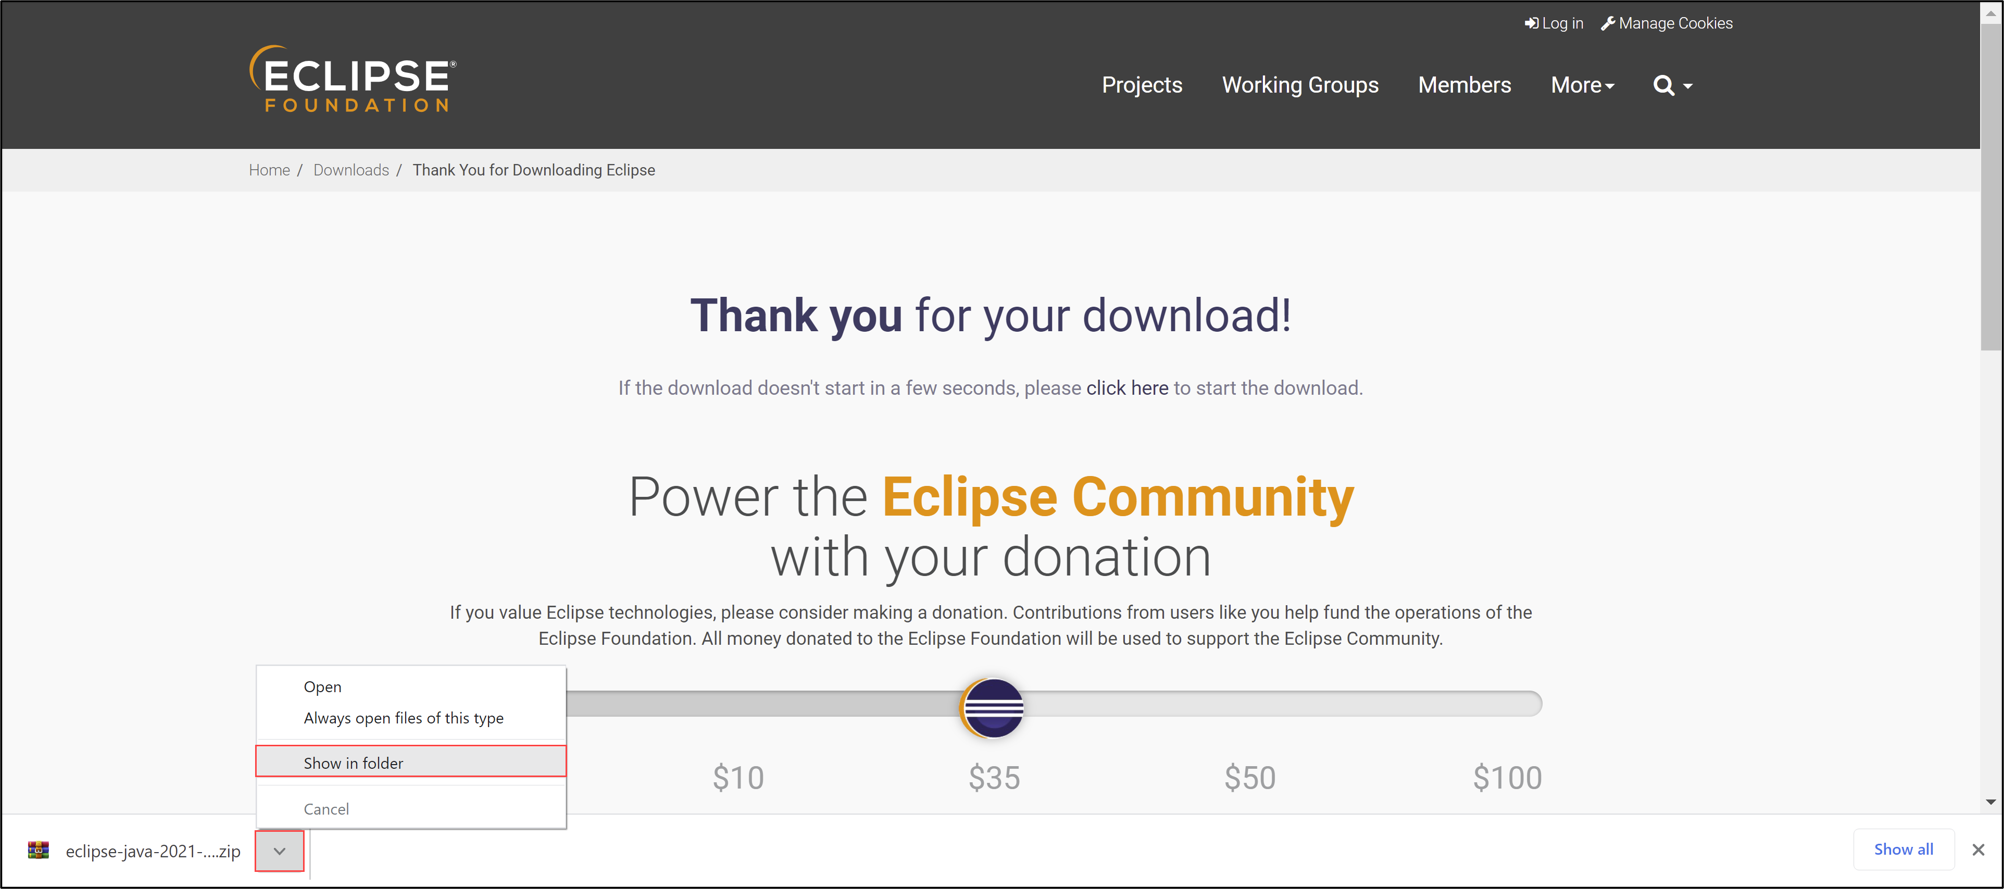 Log in Manage Cookies
ECLIPSE®
FOUNDATION
Projects Working Groups Members More
Home / Downloads / Thank You for Downloading Eclipse
Thank you for your download!
If the download doesn't start in a few seconds, please click here to start the download.
Power the Eclipse Community
with your donation
If you value Eclipse technologies, please consider making a donation. Contributions from users like you help fund the operations of the
Eclipse Foundation. All money donated to the Eclipse Foundation will be used to support the Eclipse Community.
Open
Always open files of this type
Show in folder
Cancel
$10 $35 $50 $100
eclipse-java-2021-....zip
Show all